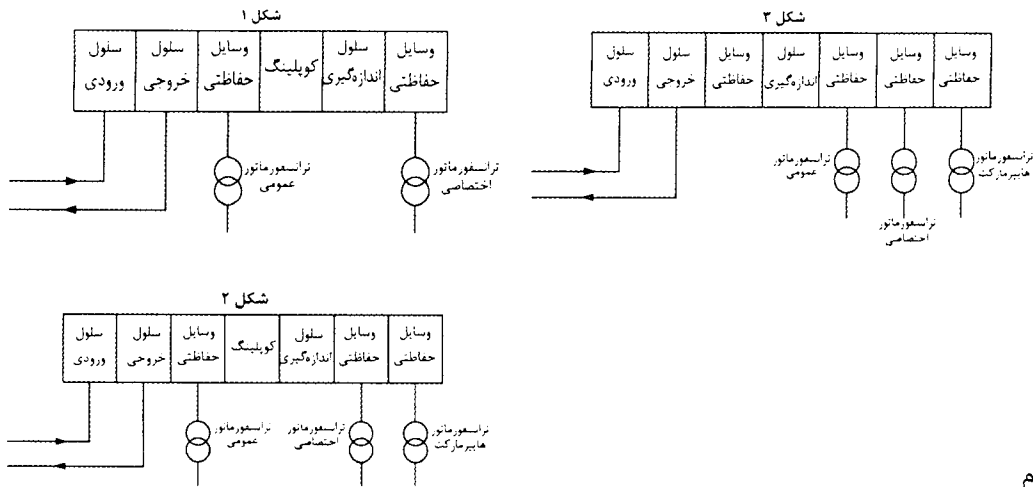 شکل ۱
سلول ورودی
سلول خروجی
وسایل حفاظتی
کوپلینگ
سلول اندازه‌گیری
وسایل حفاظتی
ترانسفورماتور عمومی
ترانسفورماتور اختصاصی
شکل ۳
سلول ورودی
سلول خروجی
وسایل حفاظتی
سلول اندازه‌گیری
وسایل حفاظتی
وسایل حفاظتی
وسایل حفاظتی
ترانسفورماتور عمومی
ترانسفورماتور اختصاصی
ترانسفورماتور هایپرمارکت
شکل ۲
سلول ورودی
سلول خروجی
وسایل حفاظتی
کوپلینگ
سلول اندازه‌گیری
وسایل حفاظتی
وسایل حفاظتی
ترانسفورماتور عمومی
ترانسفورماتور اختصاصی
ترانسفورماتور هایپرمارکت
م